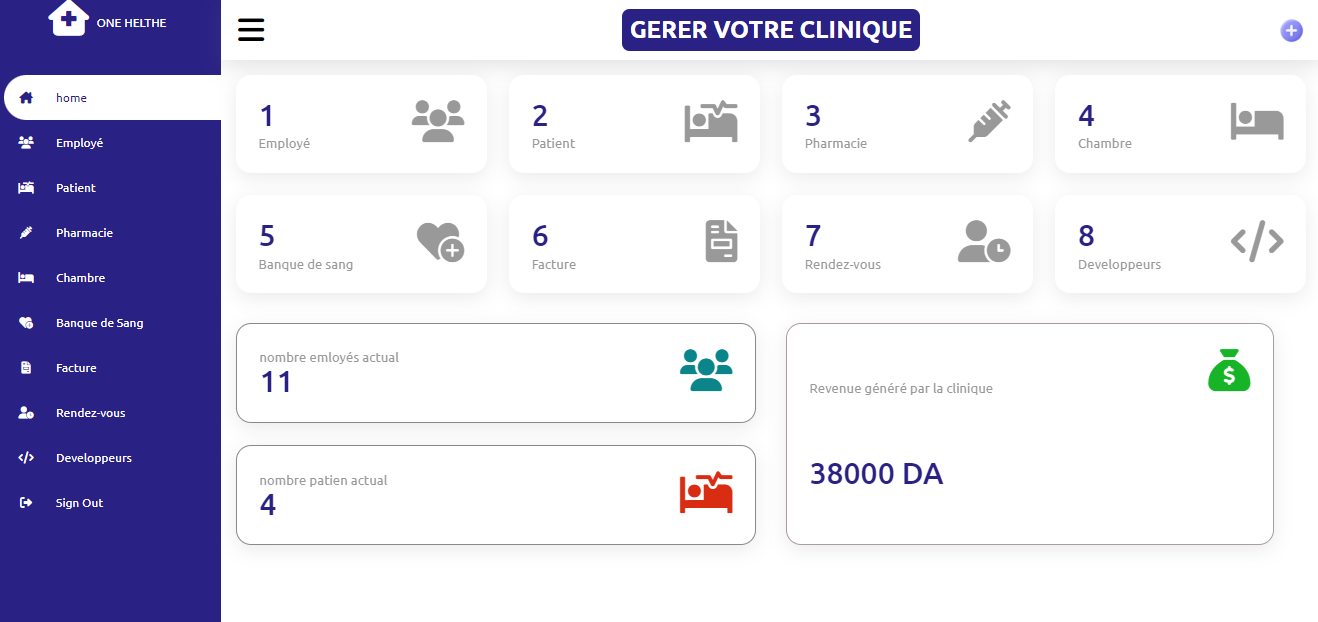 ONE HELTHE
home
Employé
Patient
Pharmacie
Chambre
Banque de Sang
Facture
Rendez-vous
Developpeurs
Sign Out
GERER VOTRE CLINIQUE
1
Employé
2
Patient
3
Pharmacie
4
Chambre
5
Banque de sang
6
Facture
7
Rendez-vous
8
Developpeurs
nombre emloyés actual
11
nombre patien actual
4
Revenue généré par la clinique
38000 DA